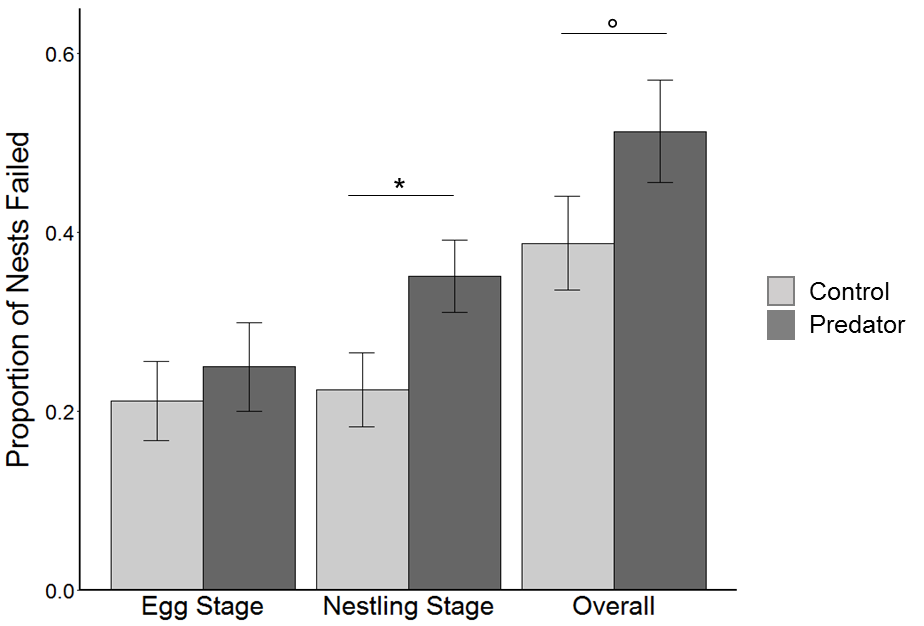 Proportion of Nests Failed
0.6
0.4
0.2
0.0
°
*
Egg Stage
Nestling Stage
Overall
Control
Predator